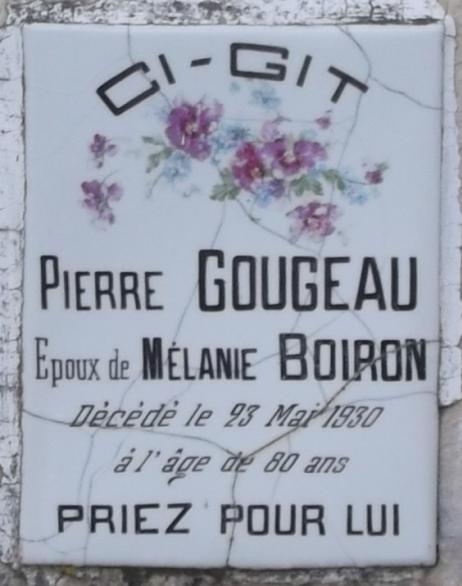 CI-GIT
PIERRE GOUGEAU
Epoux de MÉLANIE BOIRON
Décédé le 23 Mai 1930
à l'âge de 80 ans
PRIEZ POUR LUI